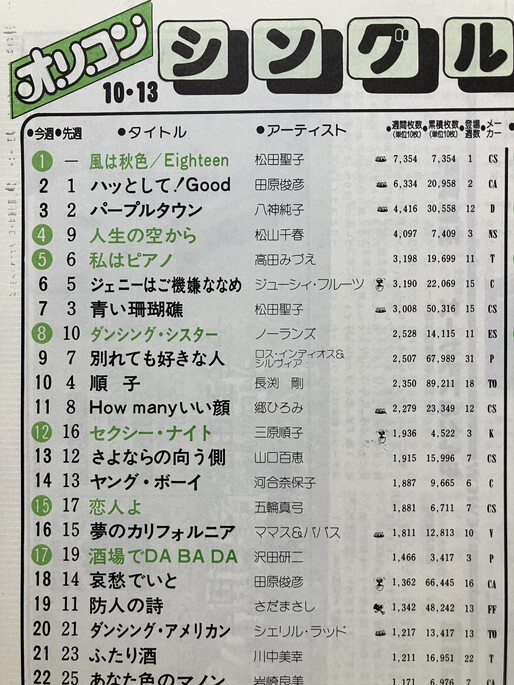 オリコン シングル
10・13
●今週 ●先週 ●タイトル ●アーティスト ●週間枚数(単位10枚) ●累積枚数(単位10枚) ●登場週数 ●メーカー
1 — 風は秋色/Eighteen 松田聖子 7,354 7,354 1 CS
2 1 ハッとして!Good 田原俊彦 6,334 20,958 2 CA
3 2 パープルタウン 八神純子 4,416 30,558 12 D
4 9 人生の空から 松山千春 4,097 7,409 3 NS
5 6 私はピアノ 高田みづえ 3,198 19,699 11 T
6 5 ジェニーはご機嫌ななめ ジューシィ・フルーツ 3,190 22,069 15 C
7 3 青い珊瑚礁 松田聖子 3,008 50,316 15 CS
8 10 ダンシング・シスター ノーランズ 2,528 14,115 11 ES
9 7 別れても好きな人 ロス・インディオス&シルヴィア 2,507 67,989 31 P
10 4 順子 長渕 剛 2,350 89,211 18 TO
11 8 How manyいい顔 郷ひろみ 2,279 23,349 12 CS
12 16 セクシー・ナイト 三原順子 1,936 4,522 3 K
13 12 さよならの向う側 山口百恵 1,915 15,996 7 CS
14 13 ヤング・ボーイ 河合奈保子 1,887 9,665 6 C
15 17 恋人よ 五輪真弓 1,881 6,711 7 CS
16 15 夢のカリフォルニア ママス&パパス 1,811 12,813 10 V
17 19 酒場でDA BA DA 沢田研二 1,466 3,417 3 P
18 14 哀愁でいと 田原俊彦 1,362 66,445 16 CA
19 11 防人の詩 さだまさし 1,342 48,242 13 FF
20 21 ダンシング・アメリカン シェリル・ラッド 1,217 13,417 13 TO
21 23 ふたり酒 川中美幸 1,211 16,951 22 T
22 25 あなた色のマノン 岩崎良美 1,171 6,976 7 CA